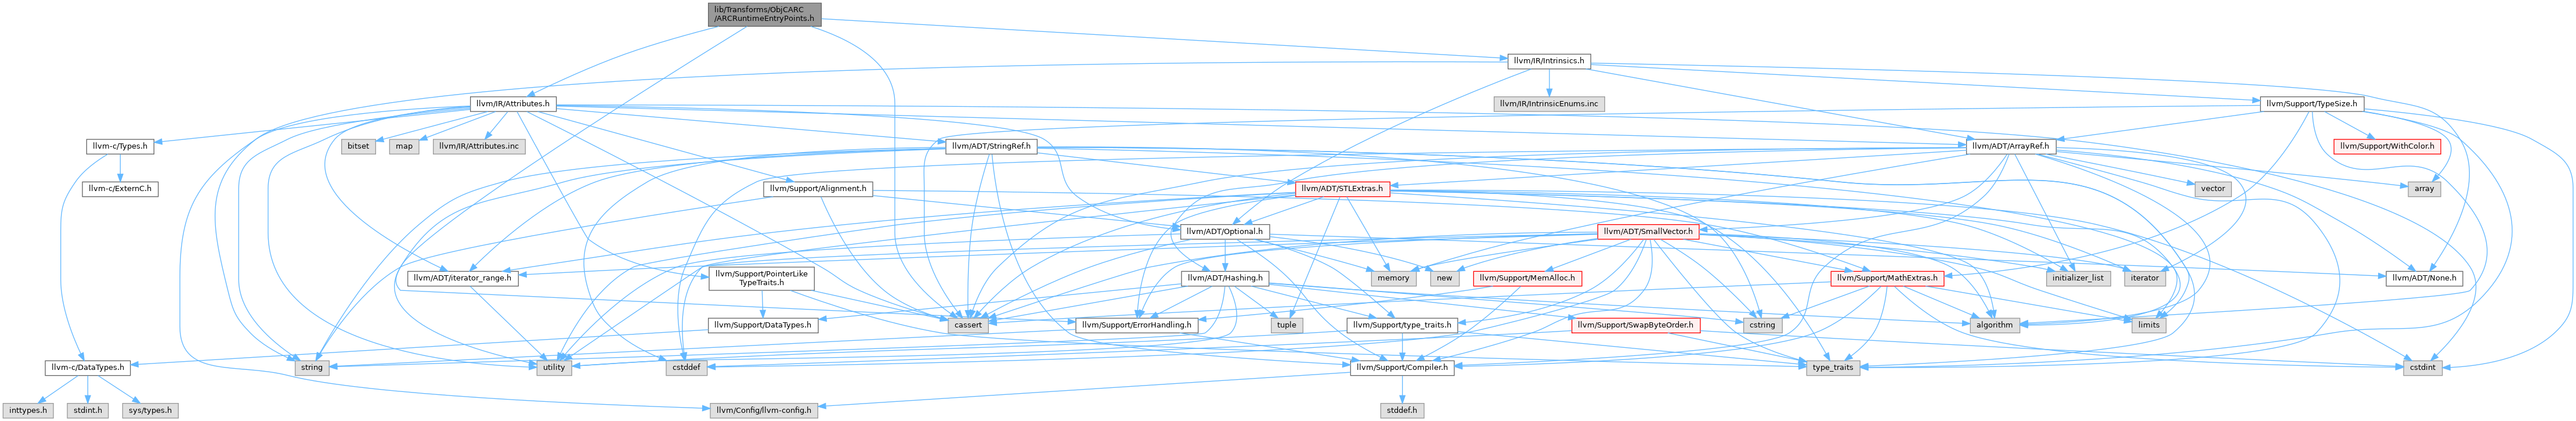 lib/Transforms/ObjCARC
/ARCRuntimeEntryPoints.h
llvm/IR/Intrinsics.h
llvm/IR/Attributes.h
llvm/IR/IntrinsicEnums.inc
llvm/Support/TypeSize.h
llvm-c/Types.h
bitset
map
llvm/IR/Attributes.inc
llvm/ADT/StringRef.h
llvm/ADT/ArrayRef.h
llvm/Support/WithColor.h
llvm-c/ExternC.h
llvm/Support/Alignment.h
llvm/ADT/STLExtras.h
vector
array
llvm/ADT/Optional.h
llvm/ADT/SmallVector.h
llvm/ADT/iterator_range.h
llvm/Support/PointerLike
TypeTraits.h
llvm/ADT/Hashing.h
memory
new
llvm/Support/MemAlloc.h
llvm/Support/MathExtras.h
initializer_list
iterator
llvm/ADT/None.h
llvm/Support/DataTypes.h
cassert
llvm/Support/ErrorHandling.h
tuple
llvm/Support/type_traits.h
cstring
llvm/Support/SwapByteOrder.h
algorithm
limits
llvm-c/DataTypes.h
string
utility
cstddef
llvm/Support/Compiler.h
type_traits
cstdint
inttypes.h
stdint.h
sys/types.h
llvm/Config/llvm-config.h
stddef.h